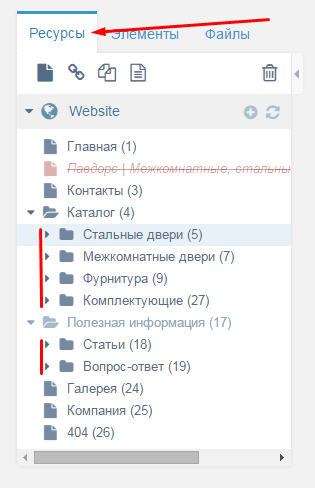 Ресурсы Элементы Файлы
Website
Главная (1)
Павдорс | Межкомнатные, стальны
Контакты (3)
Каталог (4)
Стальные двери (5)
Межкомнатные двери (7)
Фурнитура (9)
Комплектующие (27)
Полезная информация (17)
Статьи (18)
Вопрос-ответ (19)
Галерея (24)
Компания (25)
404 (26)